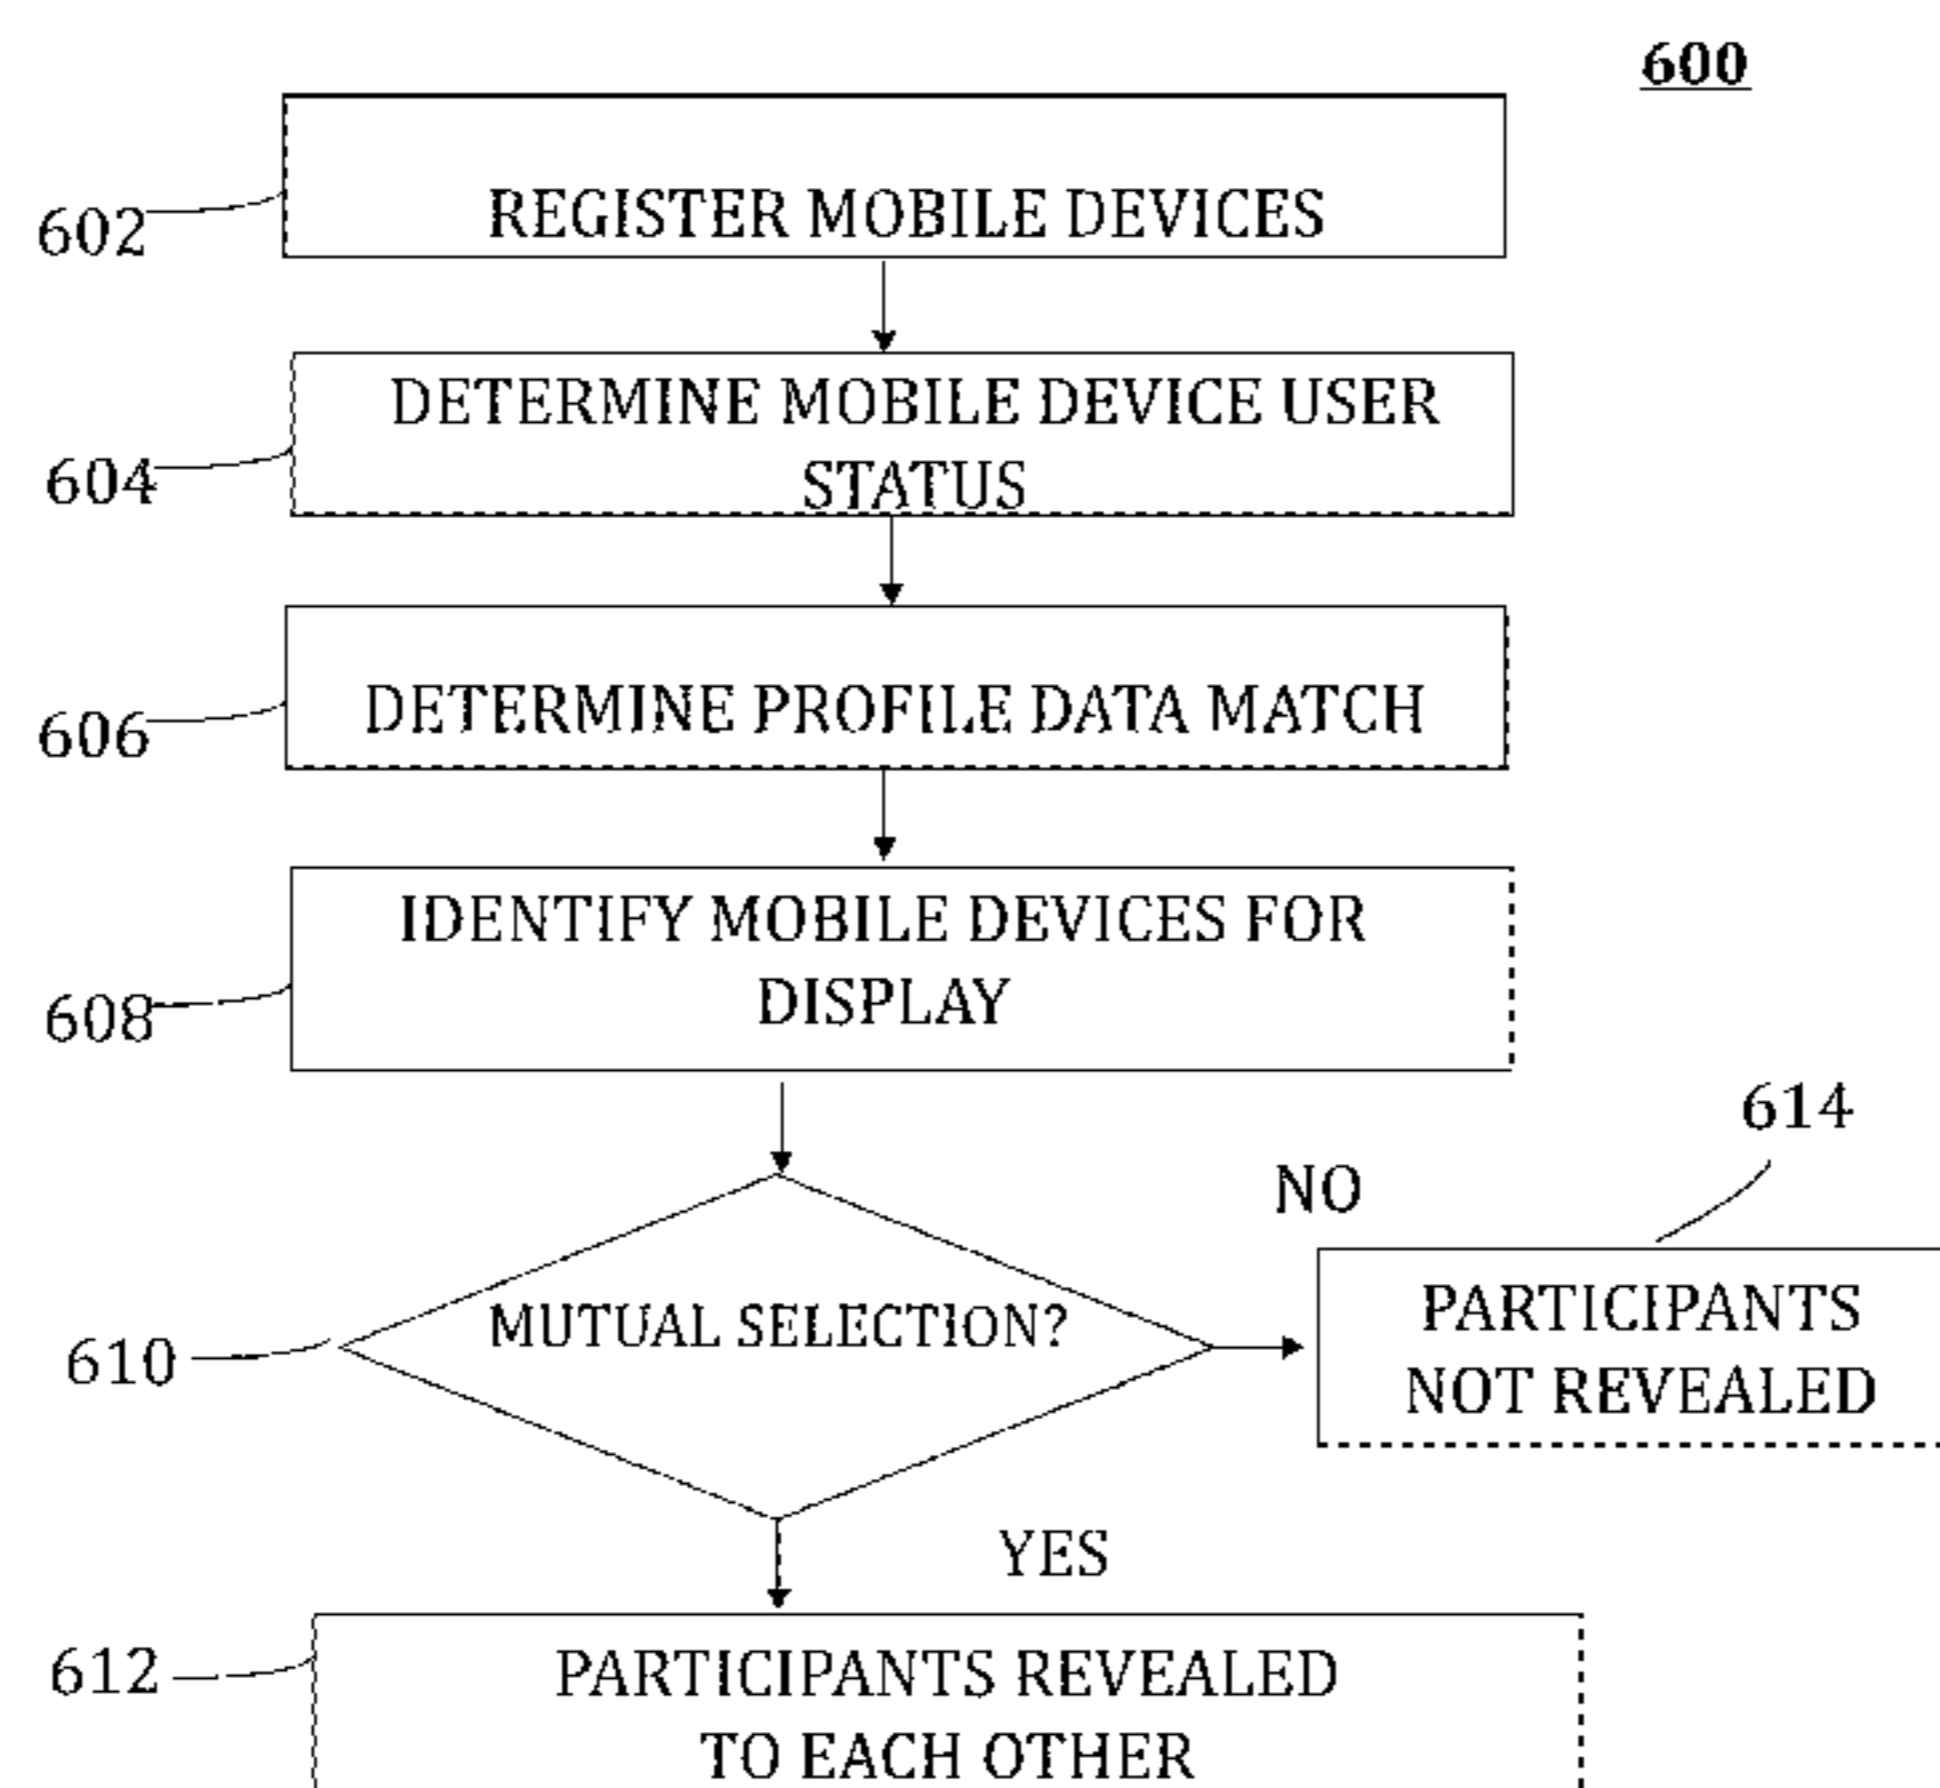 600
602
REGISTER MOBILE DEVICES
604
DETERMINE MOBILE DEVICE USER
STATUS
606
DETERMINE PROFILE DATA MATCH
608
IDENTIFY MOBILE DEVICES FOR
DISPLAY
614
NO
610
MUTUAL SELECTION?
PARTICIPANTS
NOT REVEALED
YES
612
PARTICIPANTS REVEALED
TO EACH OTHER